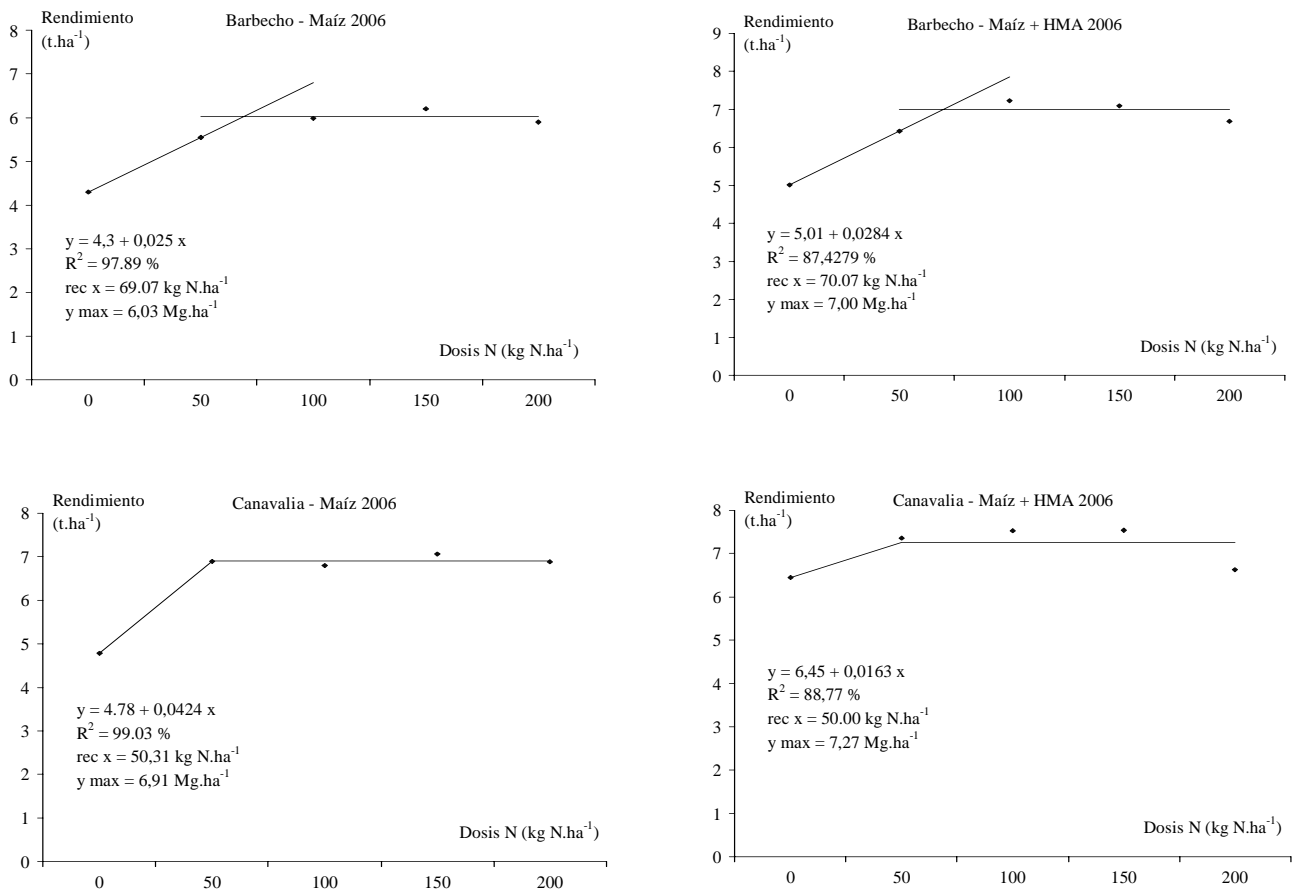 Rendimiento
(t.ha-1)
Barbecho - Maíz 2006
8
7
6
5
4
3
2
1
0
y = 4,3 + 0,025 x
R2 = 97.89 %
rec x = 69.07 kg N.ha-1
y max = 6,03 Mg.ha-1
Dosis N (kg N.ha-1)
0 50 100 150 200
Rendimiento
(t.ha-1)
Barbecho - Maíz + HMA 2006
9
8
7
6
5
4
3
2
1
0
y = 5,01 + 0,0284 x
R2 = 87,4279 %
rec x = 70.07 kg N.ha-1
y max = 7,00 Mg.ha-1
Dosis N (kg N.ha-1)
0 50 100 150 200
Rendimiento
(t.ha-1)
Canavalia - Maíz 2006
8
7
6
5
4
3
2
1
0
y = 4.78 + 0,0424 x
R2 = 99.03 %
rec x = 50,31 kg N.ha-1
y max = 6,91 Mg.ha-1
Dosis N (kg N.ha-1)
0 50 100 150 200
Rendimiento
(t.ha-1)
Canavalia - Maíz + HMA 2006
8
7
6
5
4
3
2
1
0
y = 6,45 + 0,0163 x
R2 = 88,77 %
rec x = 50.00 kg N.ha-1
y max = 7,27 Mg.ha-1
Dosis N (kg N.ha-1)
0 50 100 150 200